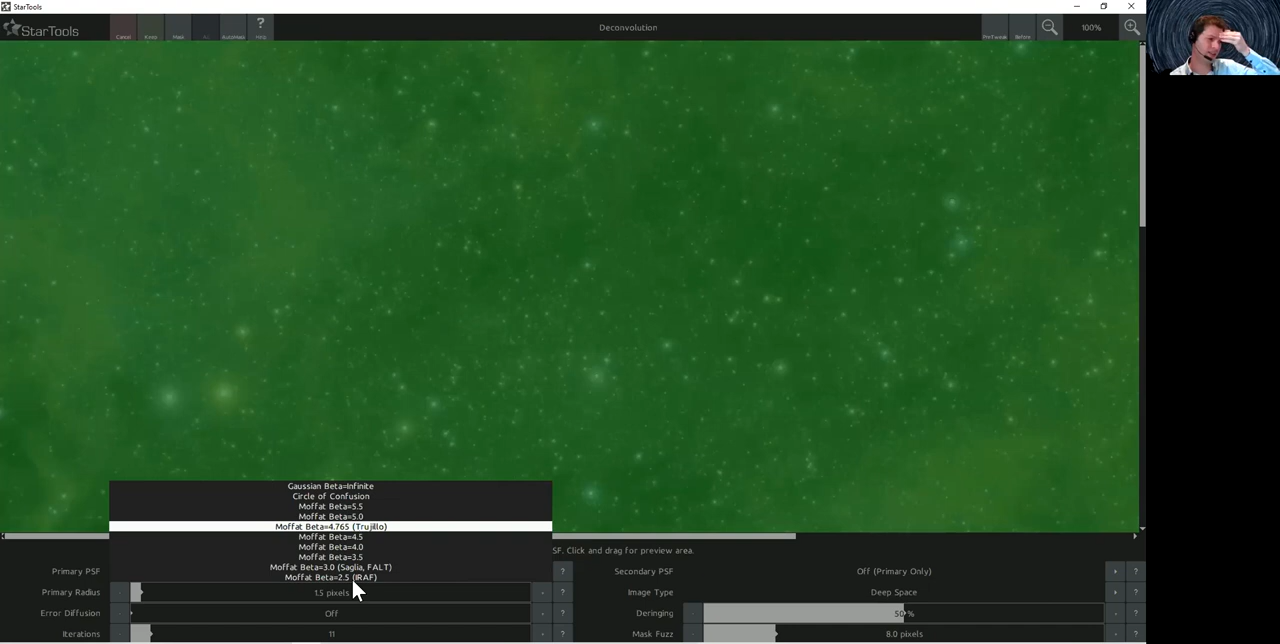 StarTools
StarTools
Cancel Keep Mask AutoMask Help
Deconvolution
PreTweak Before 100%
Gaussian Beta=Infinite
Circle of Confusion
Moffat Beta=5.5
Moffat Beta=5.0
Moffat Beta=4.765 (Trujillo)
Moffat Beta=4.5
Moffat Beta=4.0
Moffat Beta=3.5
Moffat Beta=3.0 (Saglia, FALT)
Moffat Beta=2.5 (IRAF)
SF. Click and drag for preview area.
Primary PSF ? Secondary PSF Off (Primary Only) ?
Primary Radius 1.5 pixels ? Image Type Deep Space ?
Error Diffusion Off ? Deringing 50 % ?
Iterations 11 ? Mask Fuzz 8.0 pixels ?